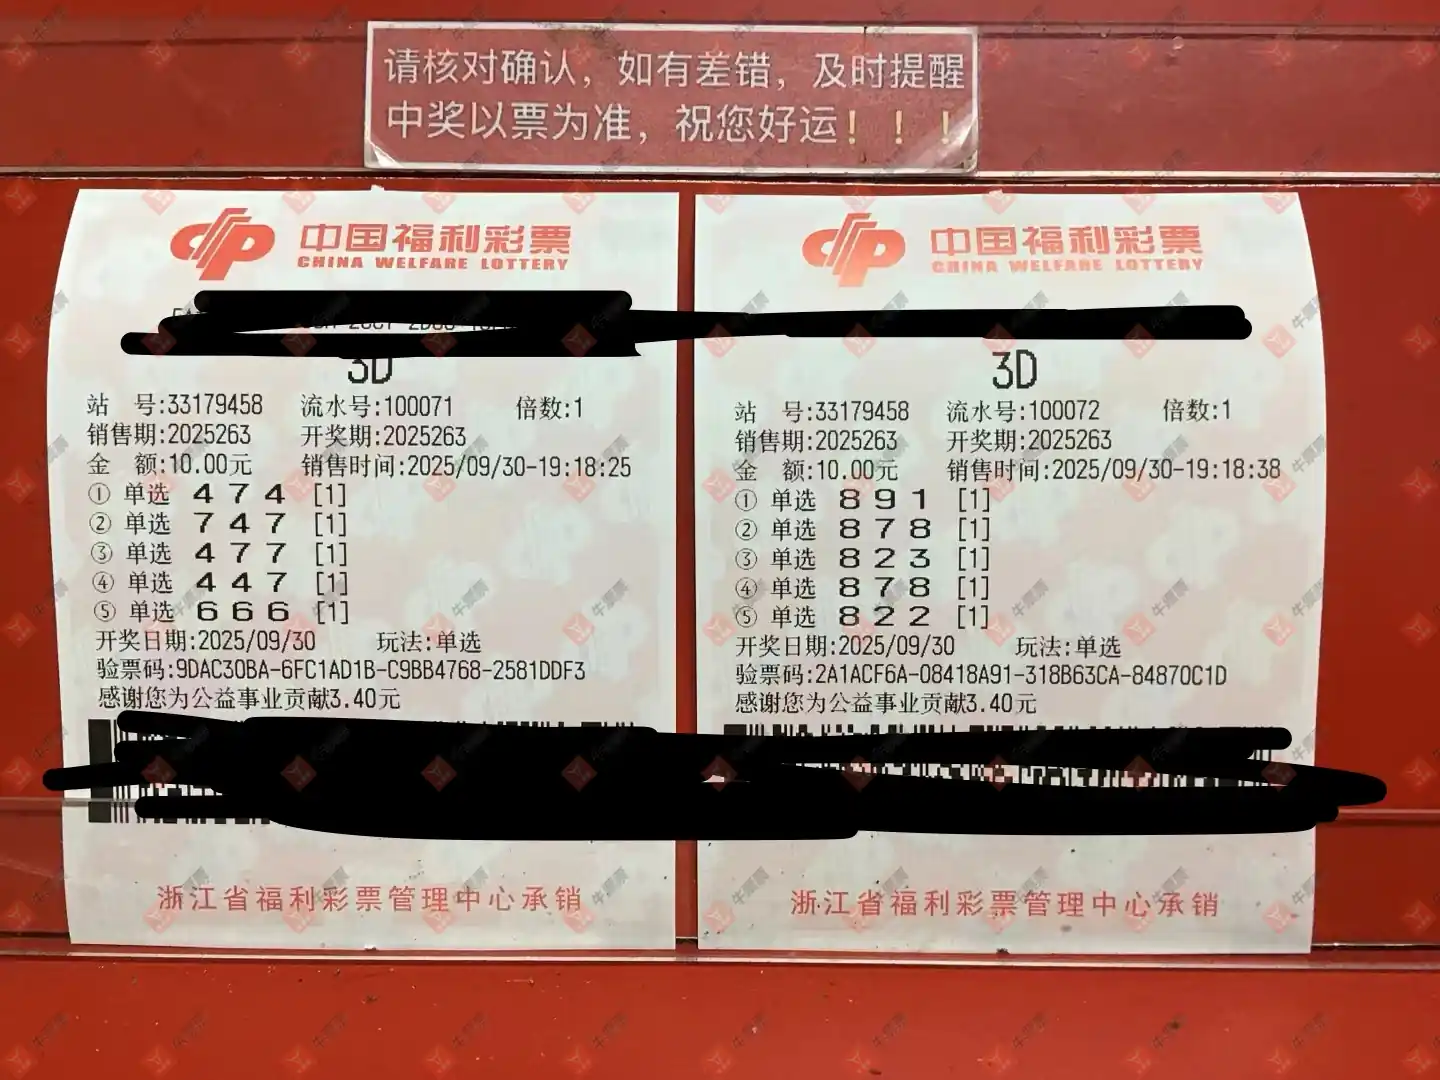 请核对确认，如有差错，及时提醒
中奖以票为准，祝您好运！！！
中国福利彩票
CHINA WELFARE LOTTERY
3D
站 号:33179458 流水号:100071 倍数:1
销售期:2025263 开奖期:2025263
金 额:10.00元 销售时间:2025/09/30-19:18:25
① 单选 4 7 4 [1]
② 单选 7 4 7 [1]
③ 单选 4 7 7 [1]
④ 单选 4 4 7 [1]
⑤ 单选 6 6 6 [1]
开奖日期:2025/09/30 玩法:单选
验票码:9DAC30BA-6FC1AD1B-C9BB4768-2581DDF3
感谢您为公益事业贡献3.40元
浙江省福利彩票管理中心承销
中国福利彩票
CHINA WELFARE LOTTERY
3D
站 号:33179458 流水号:100072 倍数:1
销售期:2025263 开奖期:2025263
金 额:10.00元 销售时间:2025/09/30-19:18:38
① 单选 8 9 1 [1]
② 单选 8 7 8 [1]
③ 单选 8 2 3 [1]
④ 单选 8 7 8 [1]
⑤ 单选 8 2 2 [1]
开奖日期:2025/09/30 玩法:单选
验票码:2A1ACF6A-08418A91-318B63CA-84870C1D
感谢您为公益事业贡献3.40元
浙江省福利彩票管理中心承销